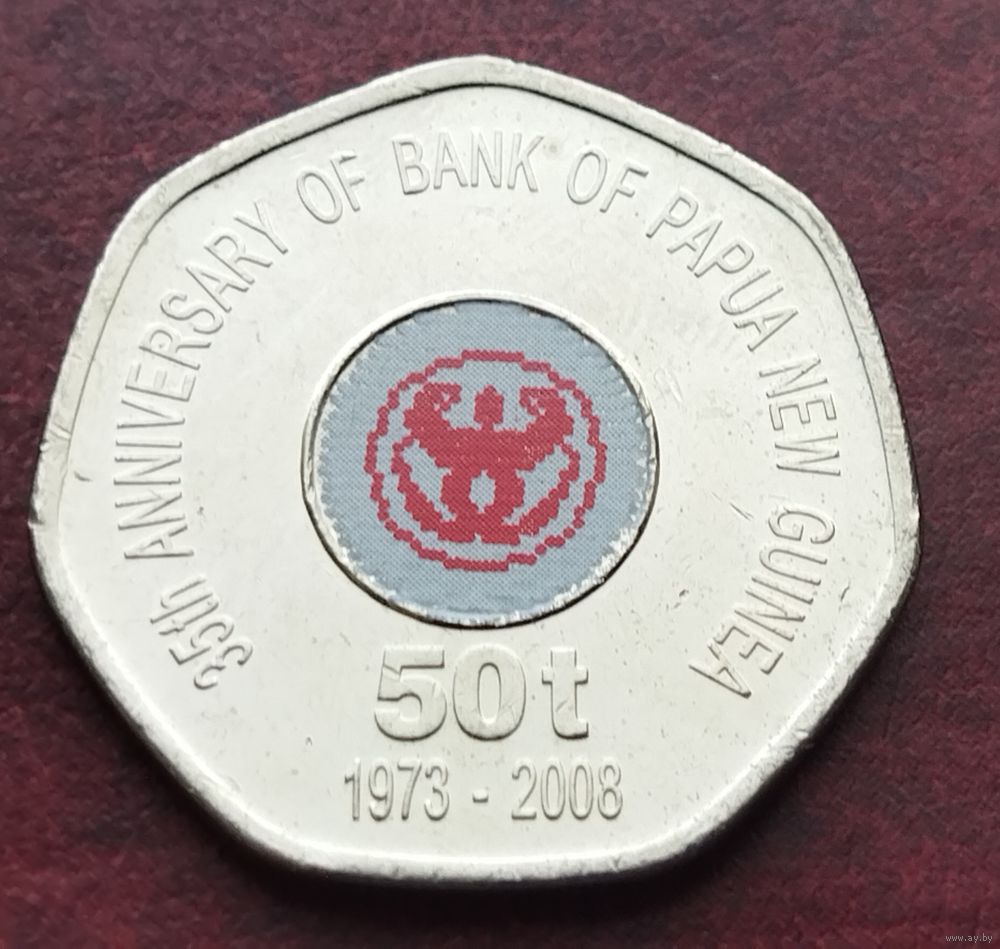 35th ANNIVERSARY OF BANK OF PAPUA NEW GUINEA
50t
1973 - 2008
www.ay.by